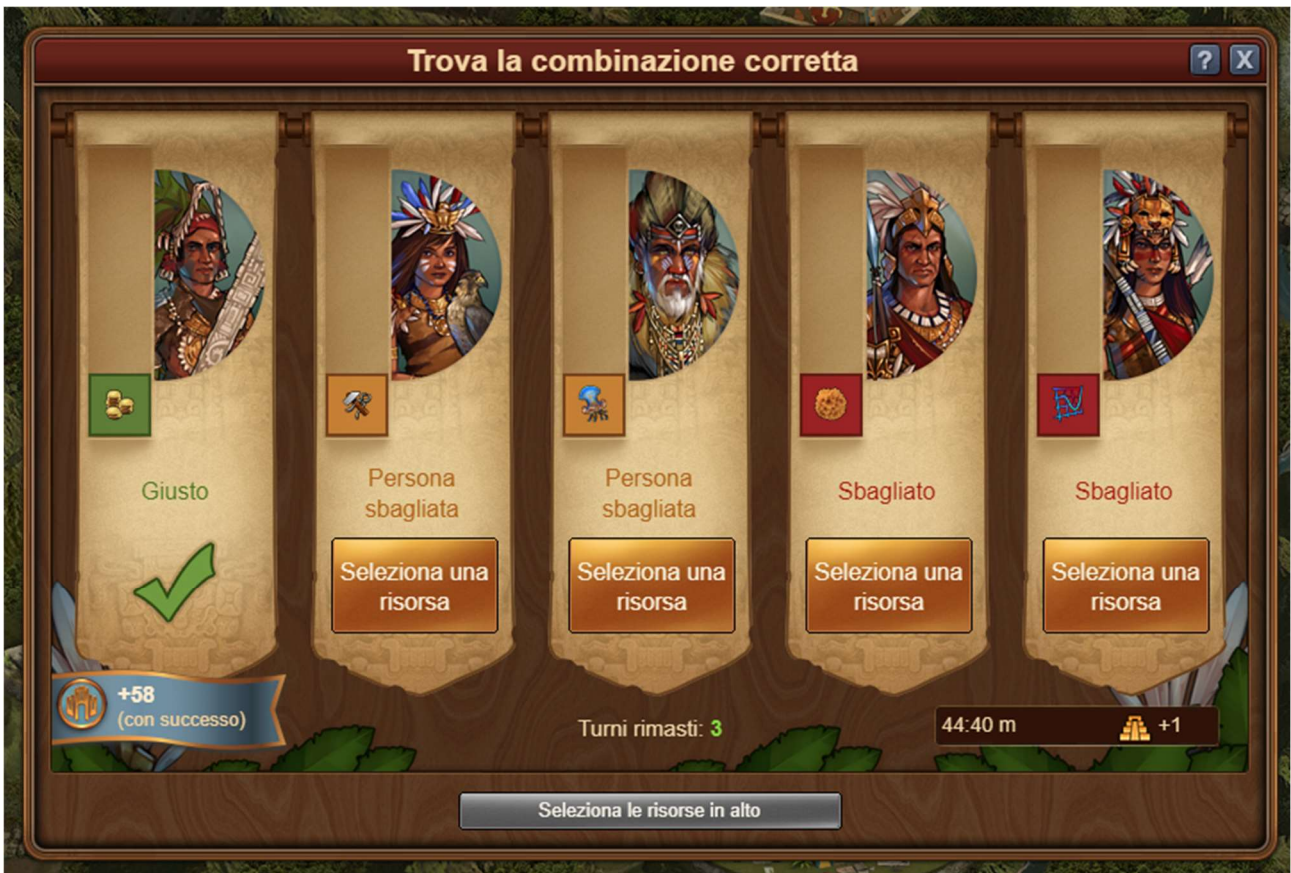 Trova la combinazione corretta
? X
Giusto
Persona
sbagliata
Persona
sbagliata
Sbagliato
Sbagliato
Seleziona una
risorsa
Seleziona una
risorsa
Seleziona una
risorsa
Seleziona una
risorsa
+58
(con successo)
Turni rimasti: 3
44:40 m
+1
Seleziona le risorse in alto